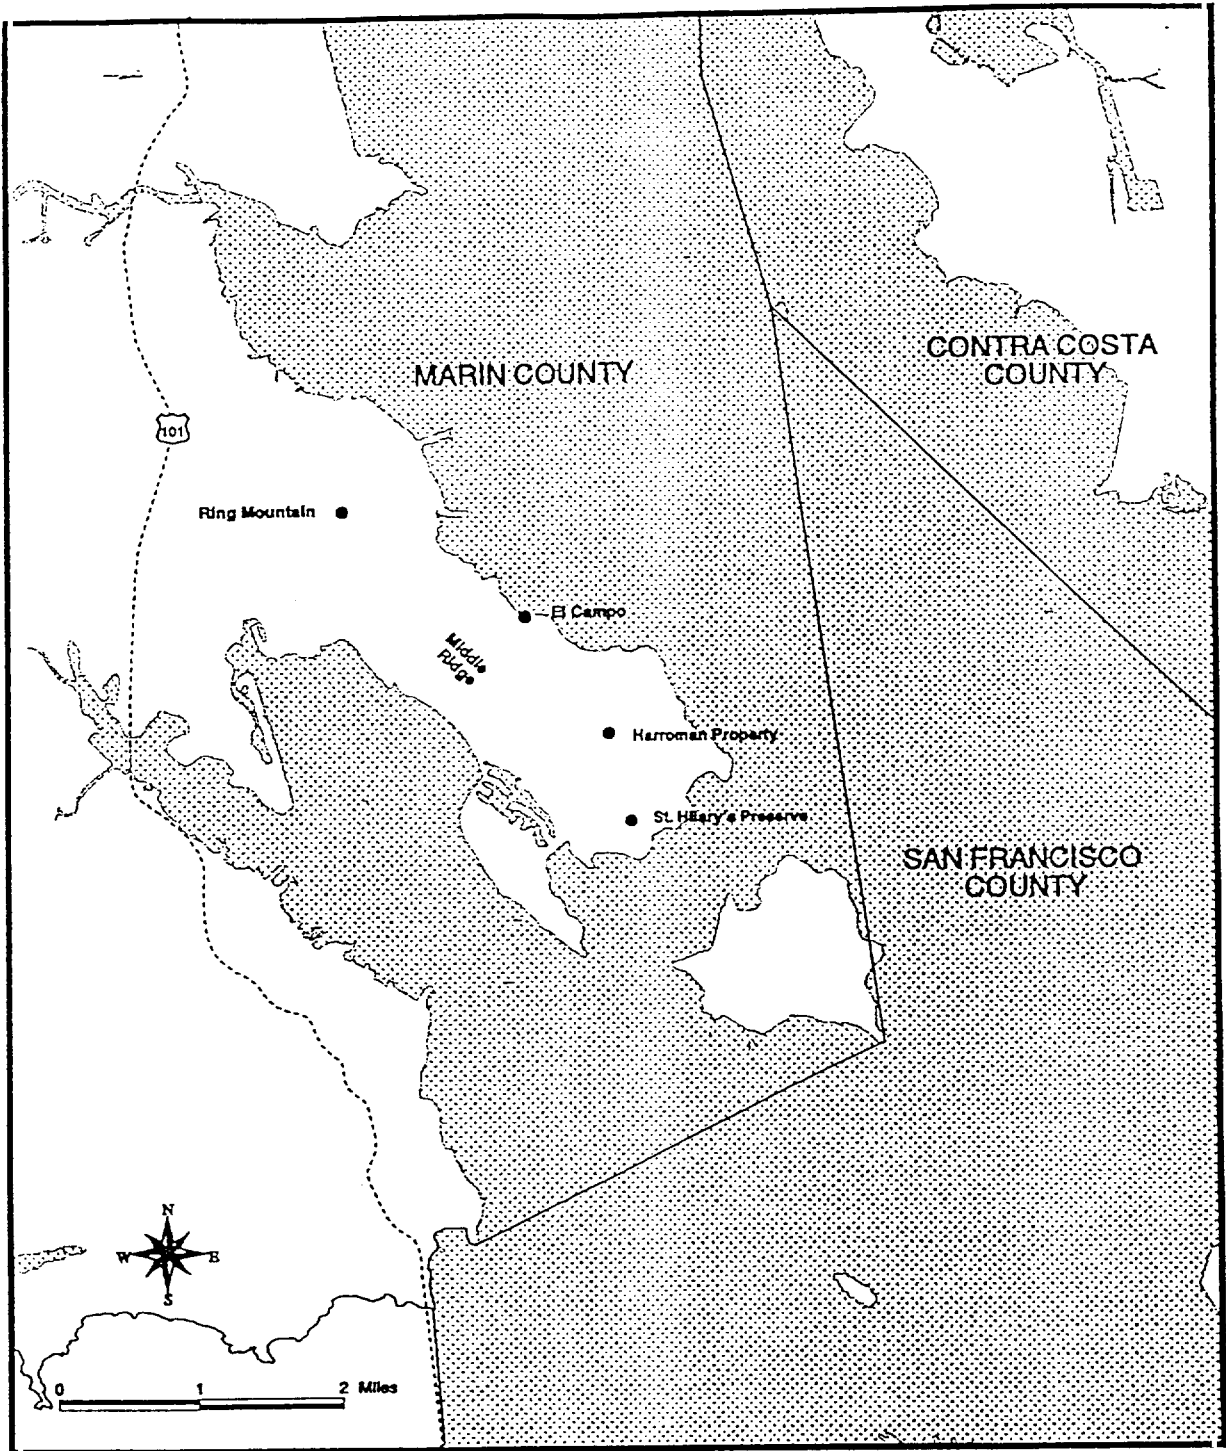 MARIN COUNTY
CONTRA COSTA
COUNTY
101
Ring Mountain
El Campo
Middle
Ridge
Harroman Property
St. Hilary's Preserve
SAN FRANCISCO
COUNTY
N
W E
S
0 1 2 Miles